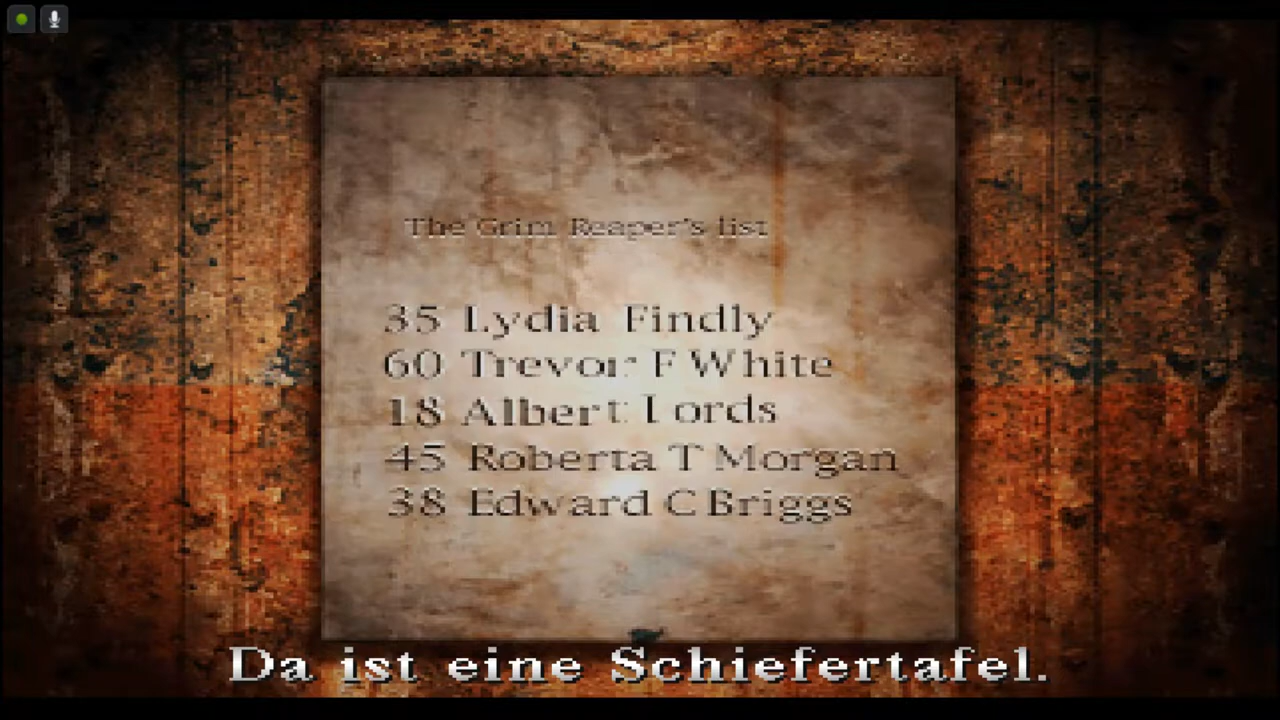 The Grim Reaper's list
35 Lydia Findly
60 Trevor F White
18 Albert Lords
45 Roberta T Morgan
38 Edward C Briggs
Da ist eine Schiefertafel.